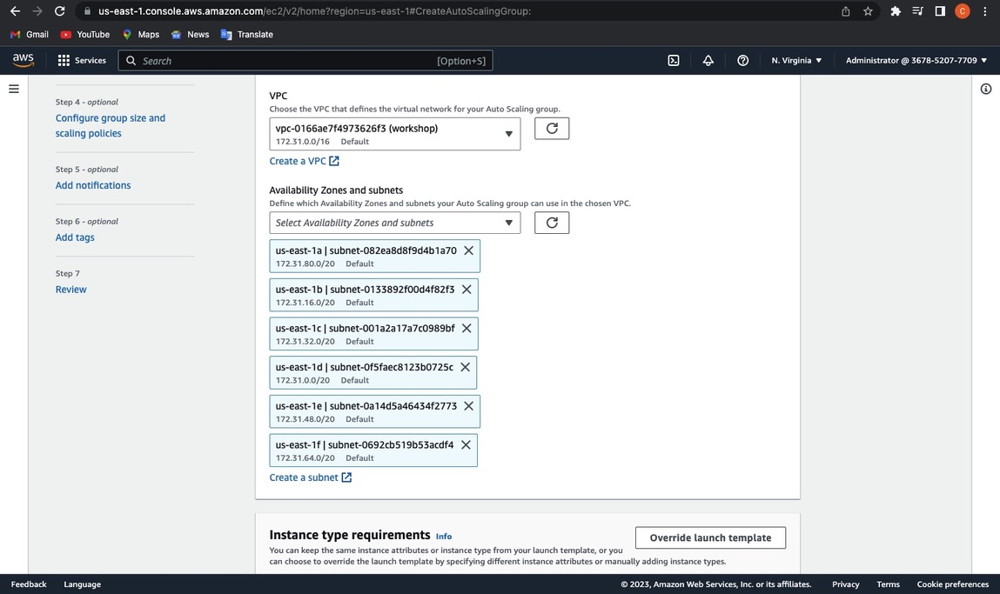 us-east-1.console.aws.amazon.com/ec2/v2/home?region=us-east-1#CreateAutoScalingGroup:
C
Gmail YouTube Maps News Translate
aws Services Search [Option+S] N. Virginia Administrator @ 3678-5207-7709
Step 4 - optional
Configure group size and
scaling policies
Step 5 - optional
Add notifications
Step 6 - optional
Add tags
Step 7
Review
VPC
Choose the VPC that defines the virtual network for your Auto Scaling group.
vpc-0166ae7f4973626f3 (workshop)
172.31.0.0/16 Default
Create a VPC
Availability Zones and subnets
Define which Availability Zones and subnets your Auto Scaling group can use in the chosen VPC.
Select Availability Zones and subnets
us-east-1a | subnet-082ea8d8f9d4b1a70
172.31.80.0/20 Default
us-east-1b | subnet-0133892f00d4f82f3
172.31.16.0/20 Default
us-east-1c | subnet-001a2a17a7c0989bf
172.31.32.0/20 Default
us-east-1d | subnet-0f5faec8123b0725c
172.31.0.0/20 Default
us-east-1e | subnet-0a14d5a46434f2773
172.31.48.0/20 Default
us-east-1f | subnet-0692cb519b53acdf4
172.31.64.0/20 Default
Create a subnet
Instance type requirements Info
Override launch template
You can keep the same instance attributes or instance type from your launch template, or you
can choose to override the launch template by specifying different instance attributes or manually adding instance types.
Feedback Language © 2023, Amazon Web Services, Inc. or its affiliates. Privacy Terms Cookie preferences